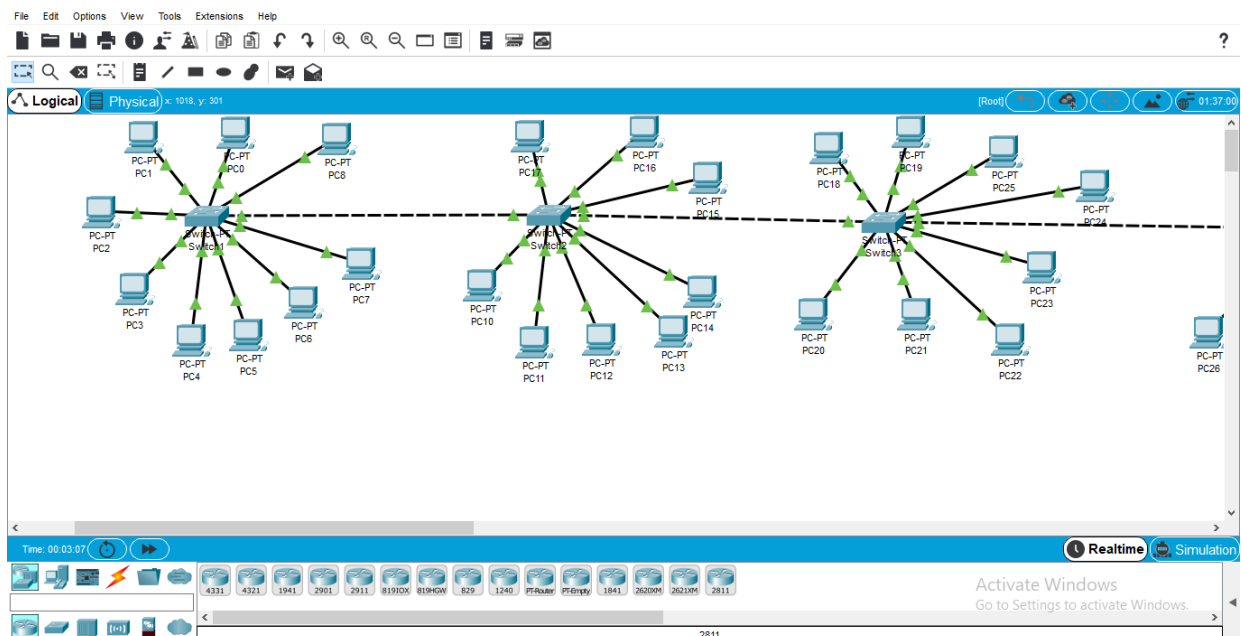 File Edit Options View Tools Extensions Help
?
Logical Physical x: 1018, y: 301 [Root] 01:37:00
PC-PT
PC1
PC-PT
PC0
PC-PT
PC8
PC-PT
PC2
Switch-PT
Switch1
PC-PT
PC7
PC-PT
PC3
PC-PT
PC6
PC-PT
PC4
PC-PT
PC5
PC-PT
PC17
PC-PT
PC16
PC-PT
PC15
Switch-PT
Switch2
PC-PT
PC10
PC-PT
PC14
PC-PT
PC11
PC-PT
PC12
PC-PT
PC13
PC-PT
PC18
PC-PT
PC19
PC-PT
PC25
PC-PT
PC24
Switch-PT
Switch3
PC-PT
PC23
PC-PT
PC20
PC-PT
PC21
PC-PT
PC22
PC-PT
PC26
Time: 00:03:07 Realtime Simulation
4331 4321 1941 2901 2911 819IOX 819HGW 829 1240 PT-Router PT-Empty 1841 2620XM 2621XM 2811
Activate Windows
Go to Settings to activate Windows.
2811